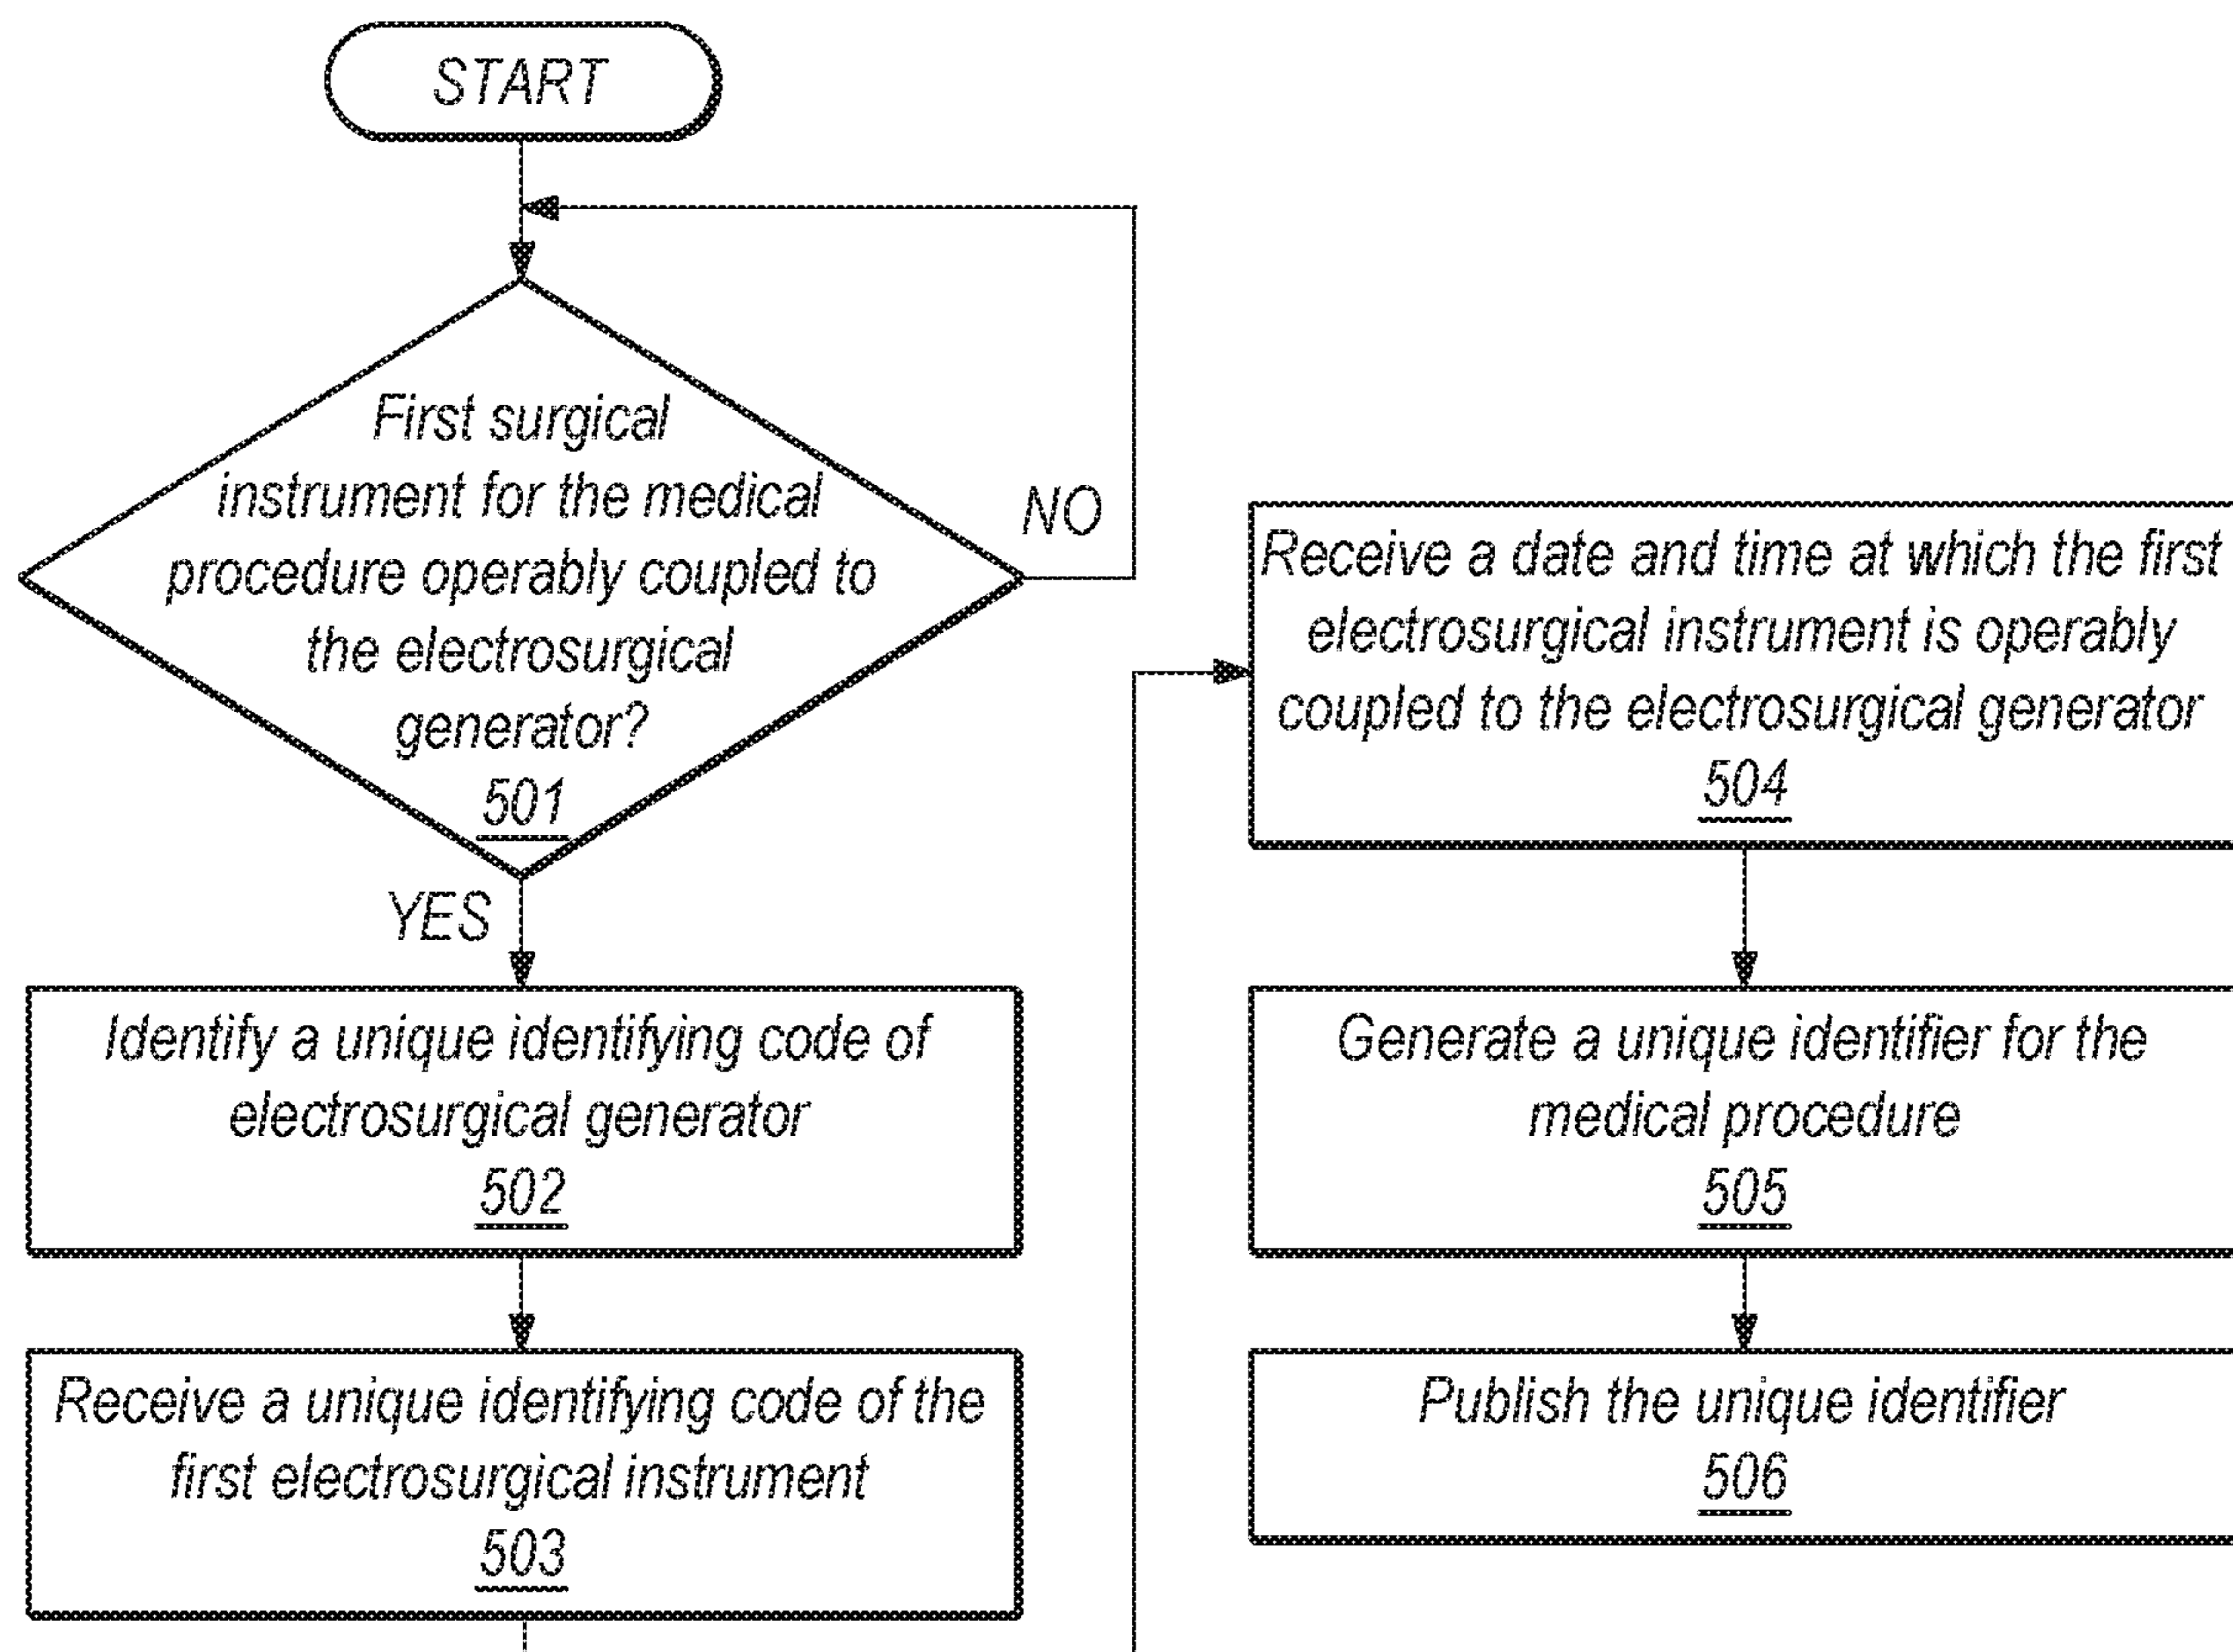 START
First surgical
instrument for the medical
procedure operably coupled to
the electrosurgical
generator?
501
NO
YES
Identify a unique identifying code of
electrosurgical generator
502
Receive a unique identifying code of the
first electrosurgical instrument
503
Receive a date and time at which the first
electrosurgical instrument is operably
coupled to the electrosurgical generator
504
Generate a unique identifier for the
medical procedure
505
Publish the unique identifier
506